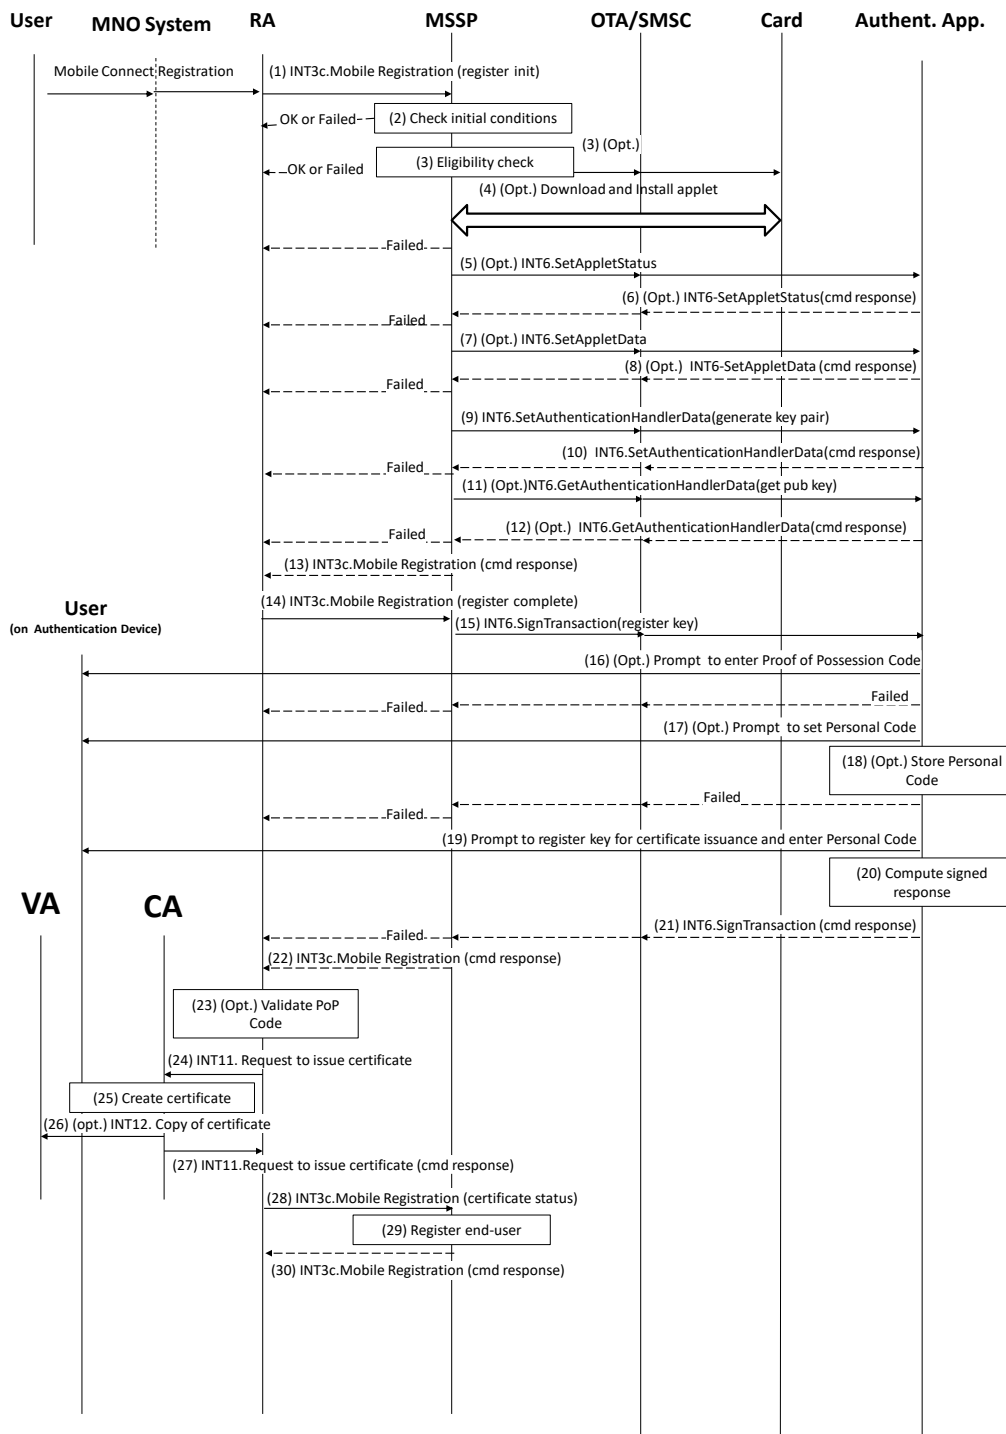 User
MNO System
RA
MSSP
OTA/SMSC
Card
Authent. App.
Mobile Connect Registration
(1) INT3c.Mobile Registration (register init)
OK or Failed
(2) Check initial conditions
(3) (Opt.)
OK or Failed
(3) Eligibility check
(4) (Opt.) Download and Install applet
Failed
(5) (Opt.) INT6.SetAppletStatus
(6) (Opt.) INT6-SetAppletStatus(cmd response)
Failed
(7) (Opt.) INT6.SetAppletData
(8) (Opt.) INT6-SetAppletData (cmd response)
Failed
(9) INT6.SetAuthenticationHandlerData(generate key pair)
(10) INT6.SetAuthenticationHandlerData(cmd response)
Failed
(11) (Opt.)NT6.GetAuthenticationHandlerData(get pub key)
(12) (Opt.) INT6.GetAuthenticationHandlerData(cmd response)
Failed
(13) INT3c.Mobile Registration (cmd response)
User
(on Authentication Device)
(14) INT3c.Mobile Registration (register complete)
(15) INT6.SignTransaction(register key)
(16) (Opt.) Prompt to enter Proof of Possession Code
Failed
Failed
(17) (Opt.) Prompt to set Personal Code
(18) (Opt.) Store Personal
Code
Failed
Failed
(19) Prompt to register key for certificate issuance and enter Personal Code
(20) Compute signed
response
VA
CA
(21) INT6.SignTransaction (cmd response)
Failed
(22) INT3c.Mobile Registration (cmd response)
(23) (Opt.) Validate PoP
Code
(24) INT11. Request to issue certificate
(25) Create certificate
(26) (opt.) INT12. Copy of certificate
(27) INT11.Request to issue certificate (cmd response)
(28) INT3c.Mobile Registration (certificate status)
(29) Register end-user
(30) INT3c.Mobile Registration (cmd response)